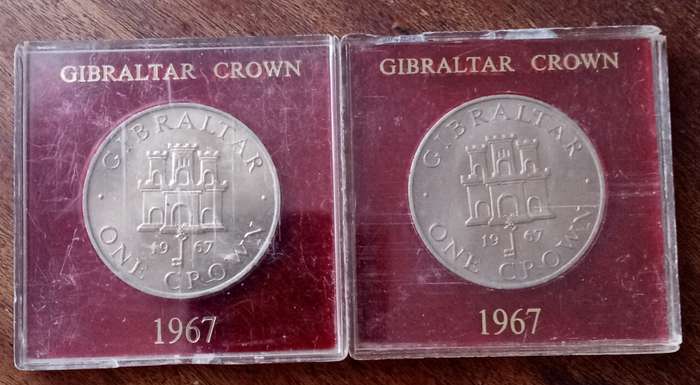 GIBRALTAR CROWN
GIBRALTAR
19 67
ONE CROWN
1967
GIBRALTAR CROWN
GIBRALTAR
19 67
ONE CROWN
1967